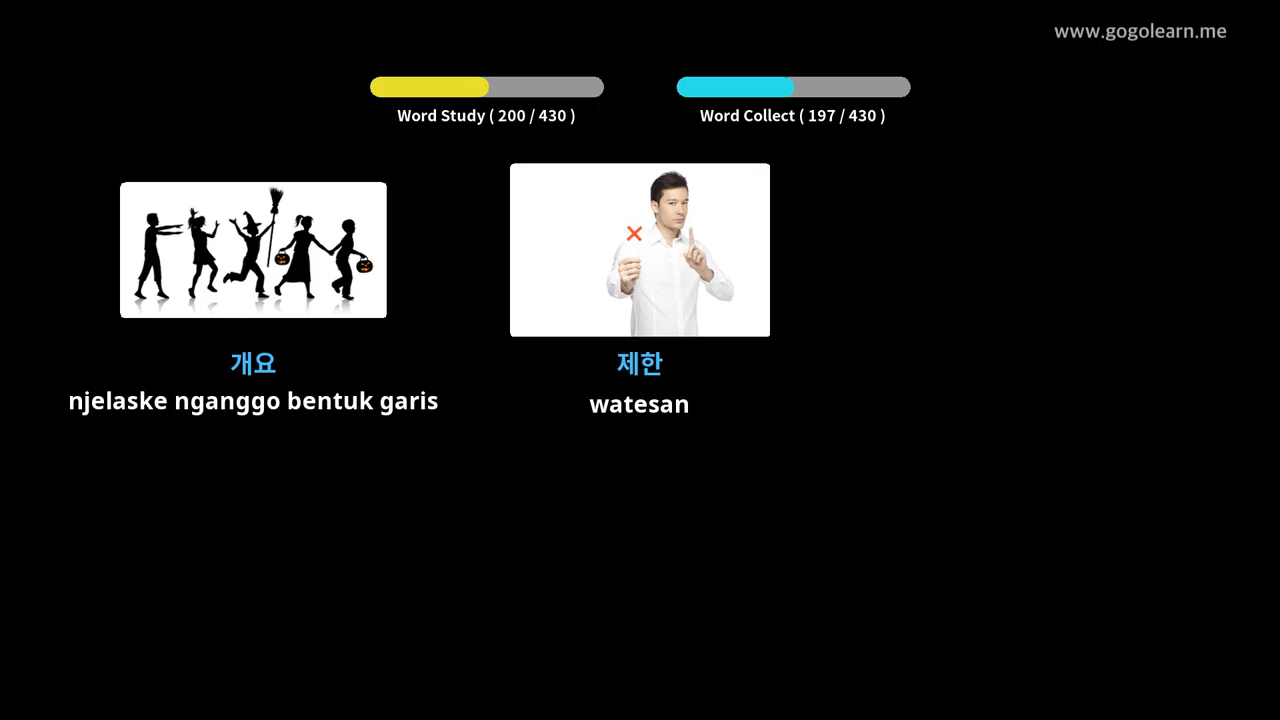 www.gogolearn.me
Word Study ( 200 / 430 )
Word Collect ( 197 / 430 )
개요
njelaske nganggo bentuk garis
제한
watesan